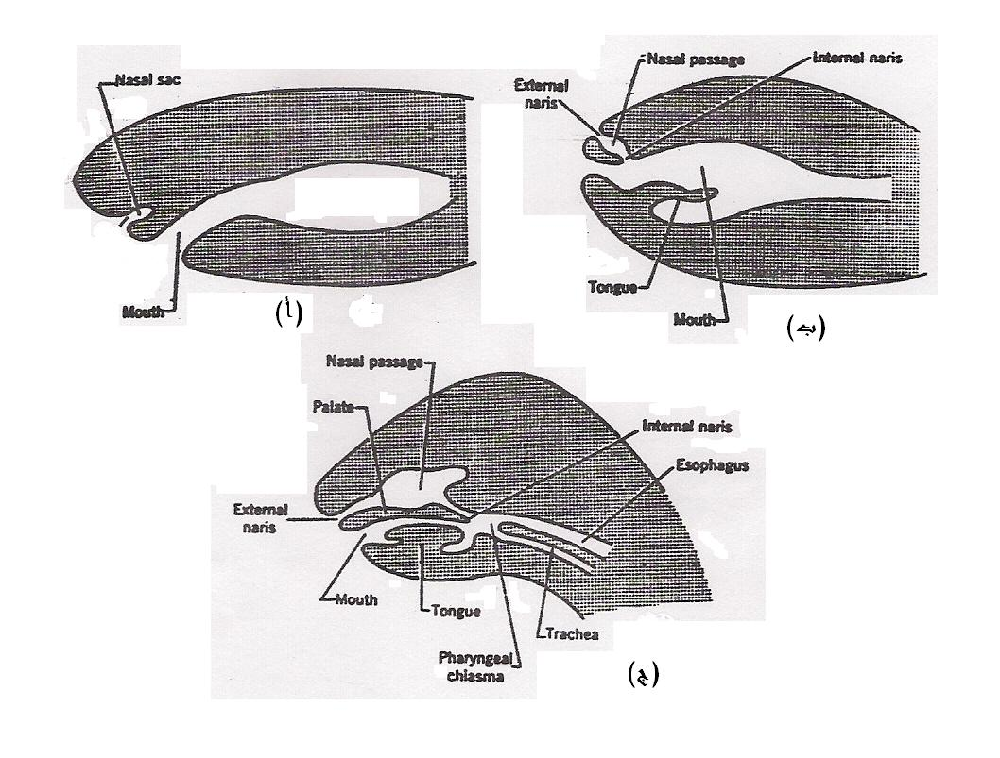 Nasal sac
Mouth
(أ)
Nasal passage
Internal naris
External
naris
Tongue
Mouth
(ب)
Nasal passage
Palate
Internal naris
Esophagus
External
naris
Mouth
Tongue
Trachea
Pharyngeal
chiasma
(ج)